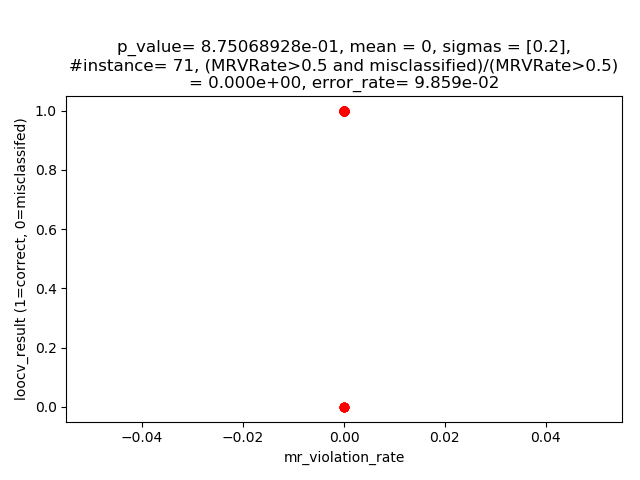 p_value= 8.75068928e-01, mean = 0, sigmas = [0.2],
#instance= 71, (MRVRate>0.5 and misclassified)/(MRVRate>0.5)
= 0.000e+00, error_rate= 9.859e-02
1.0
0.8
0.6
0.4
0.2
0.0
loocv_result (1=correct, 0=misclassifed)
−0.04
−0.02
0.00
0.02
0.04
mr_violation_rate